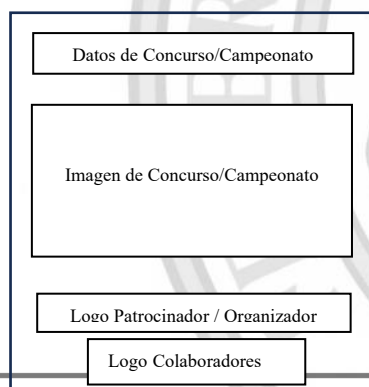 Datos de Concurso/Campeonato
Imagen de Concurso/Campeonato
Logo Patrocinador / Organizador
Logo Colaboradores